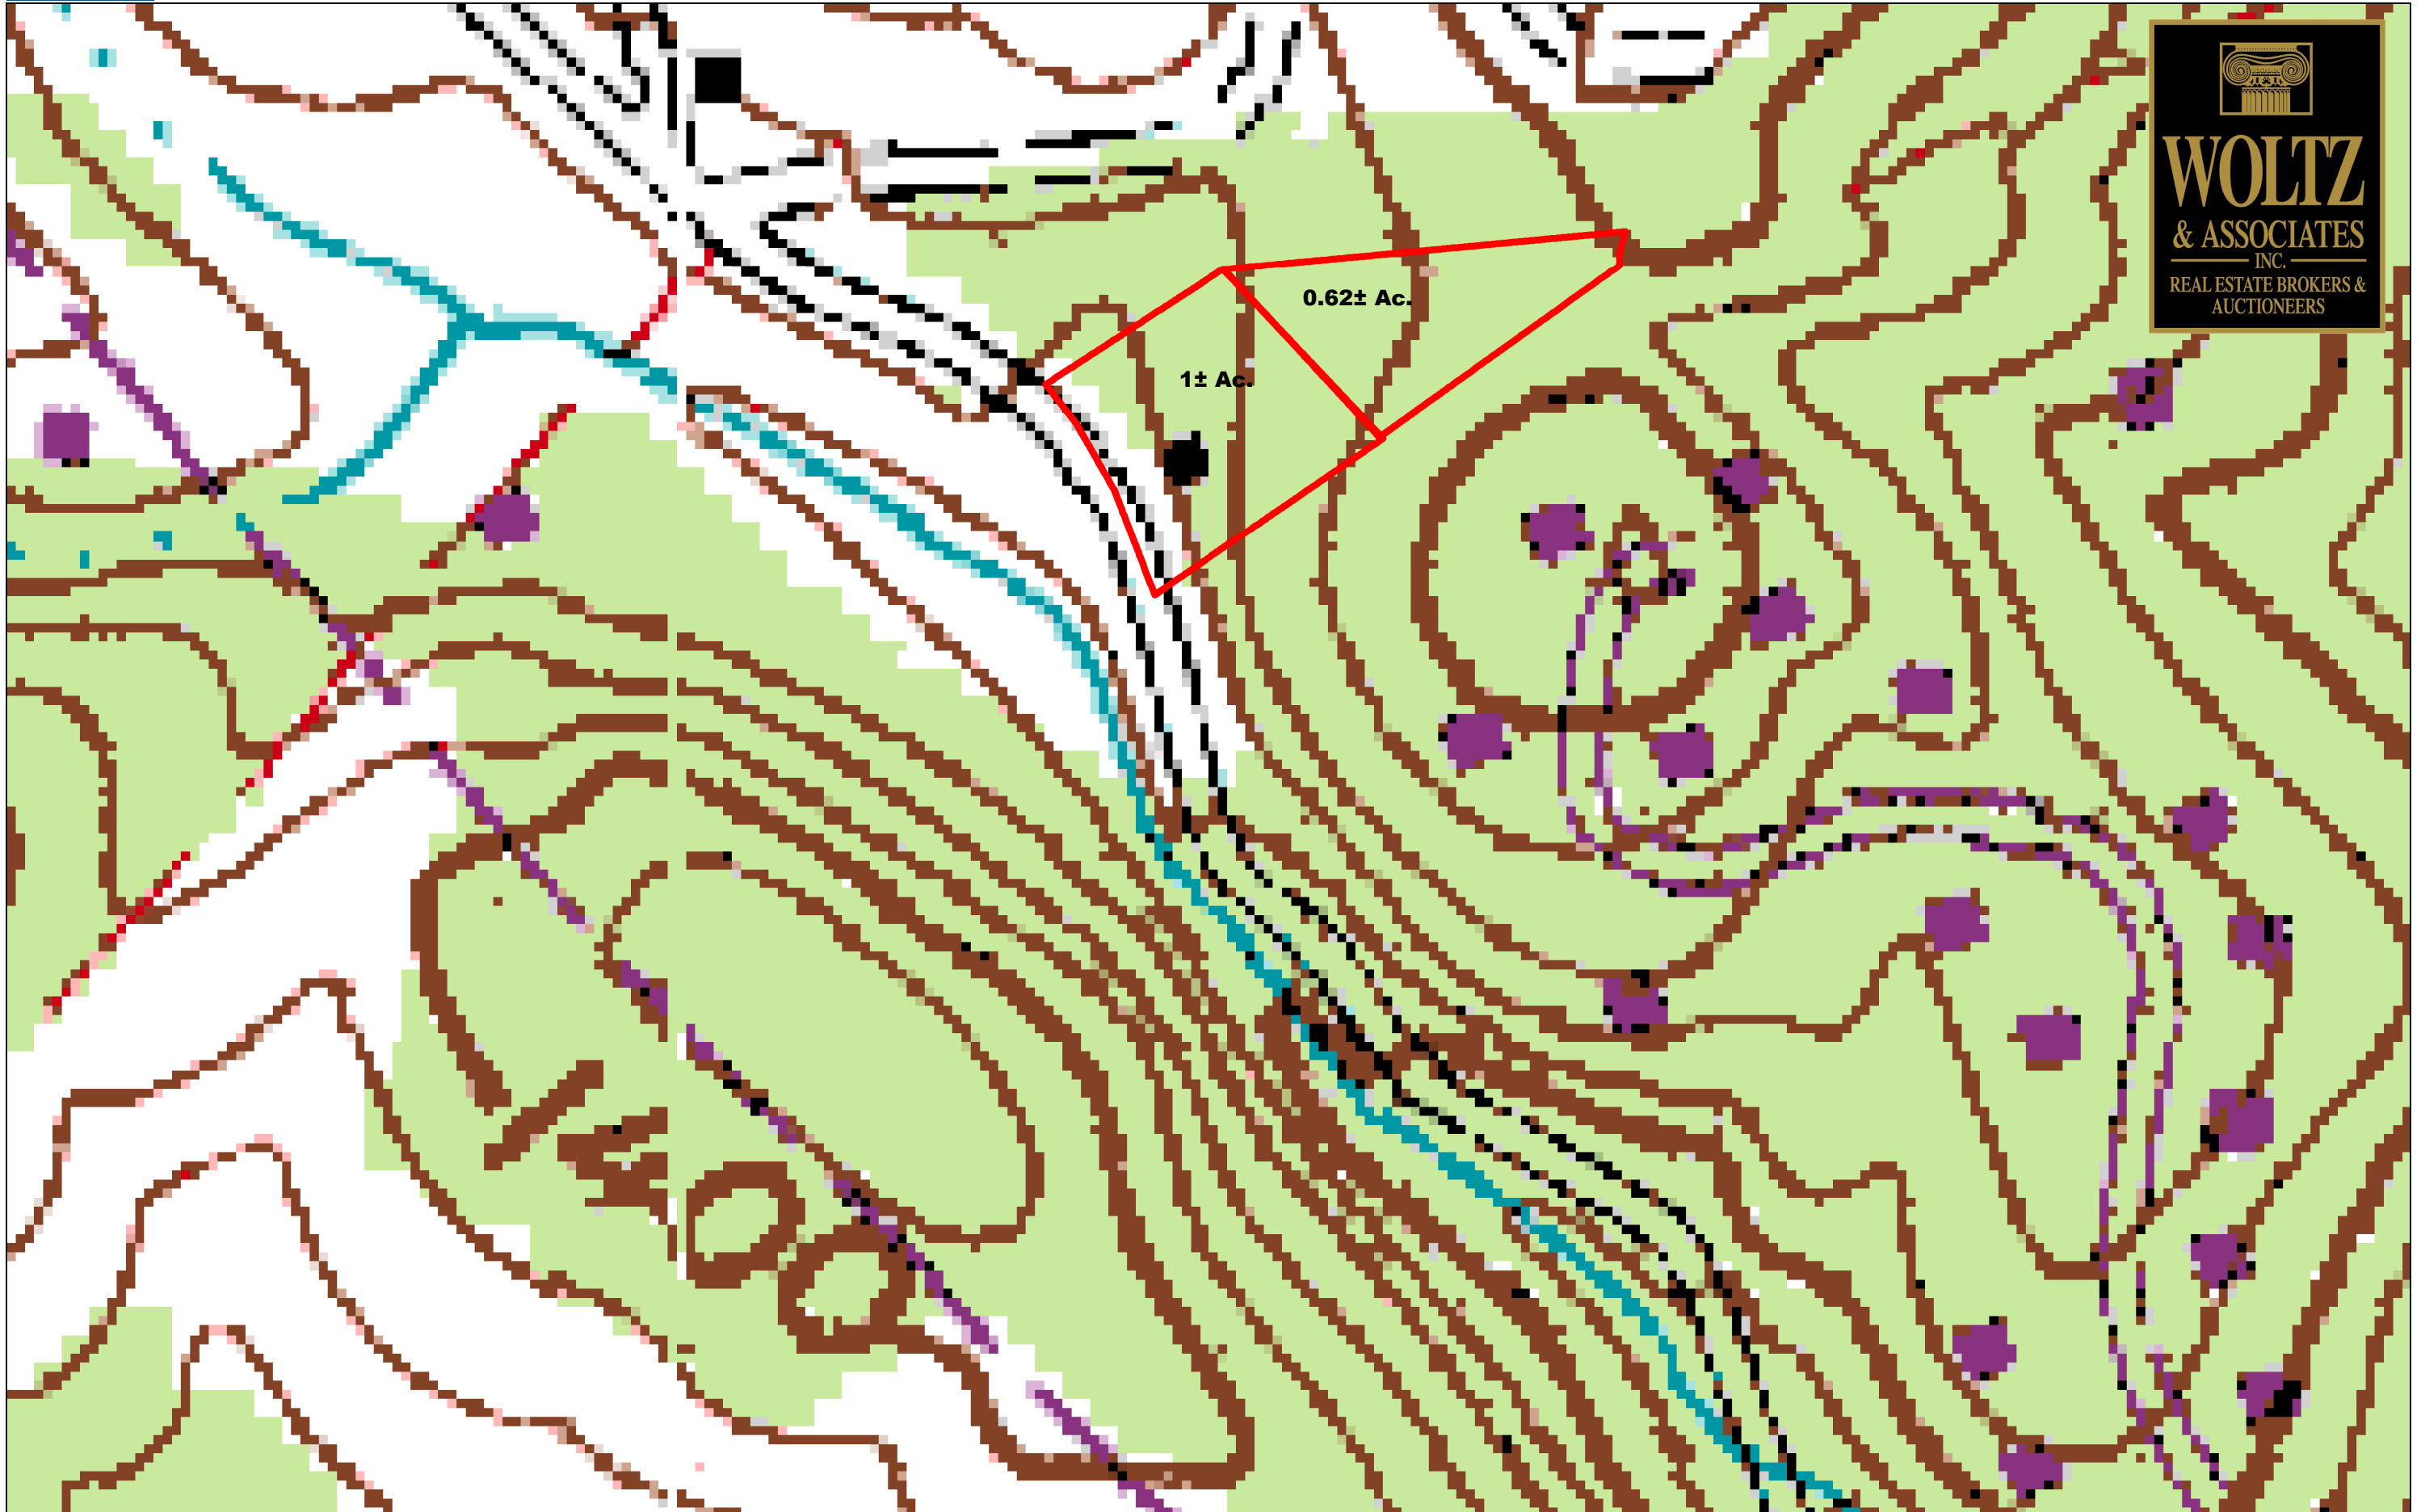 WOLTZ
& ASSOCIATES
INC.
REAL ESTATE BROKERS &
AUCTIONEERS
0.62± Ac.
1± Ac.